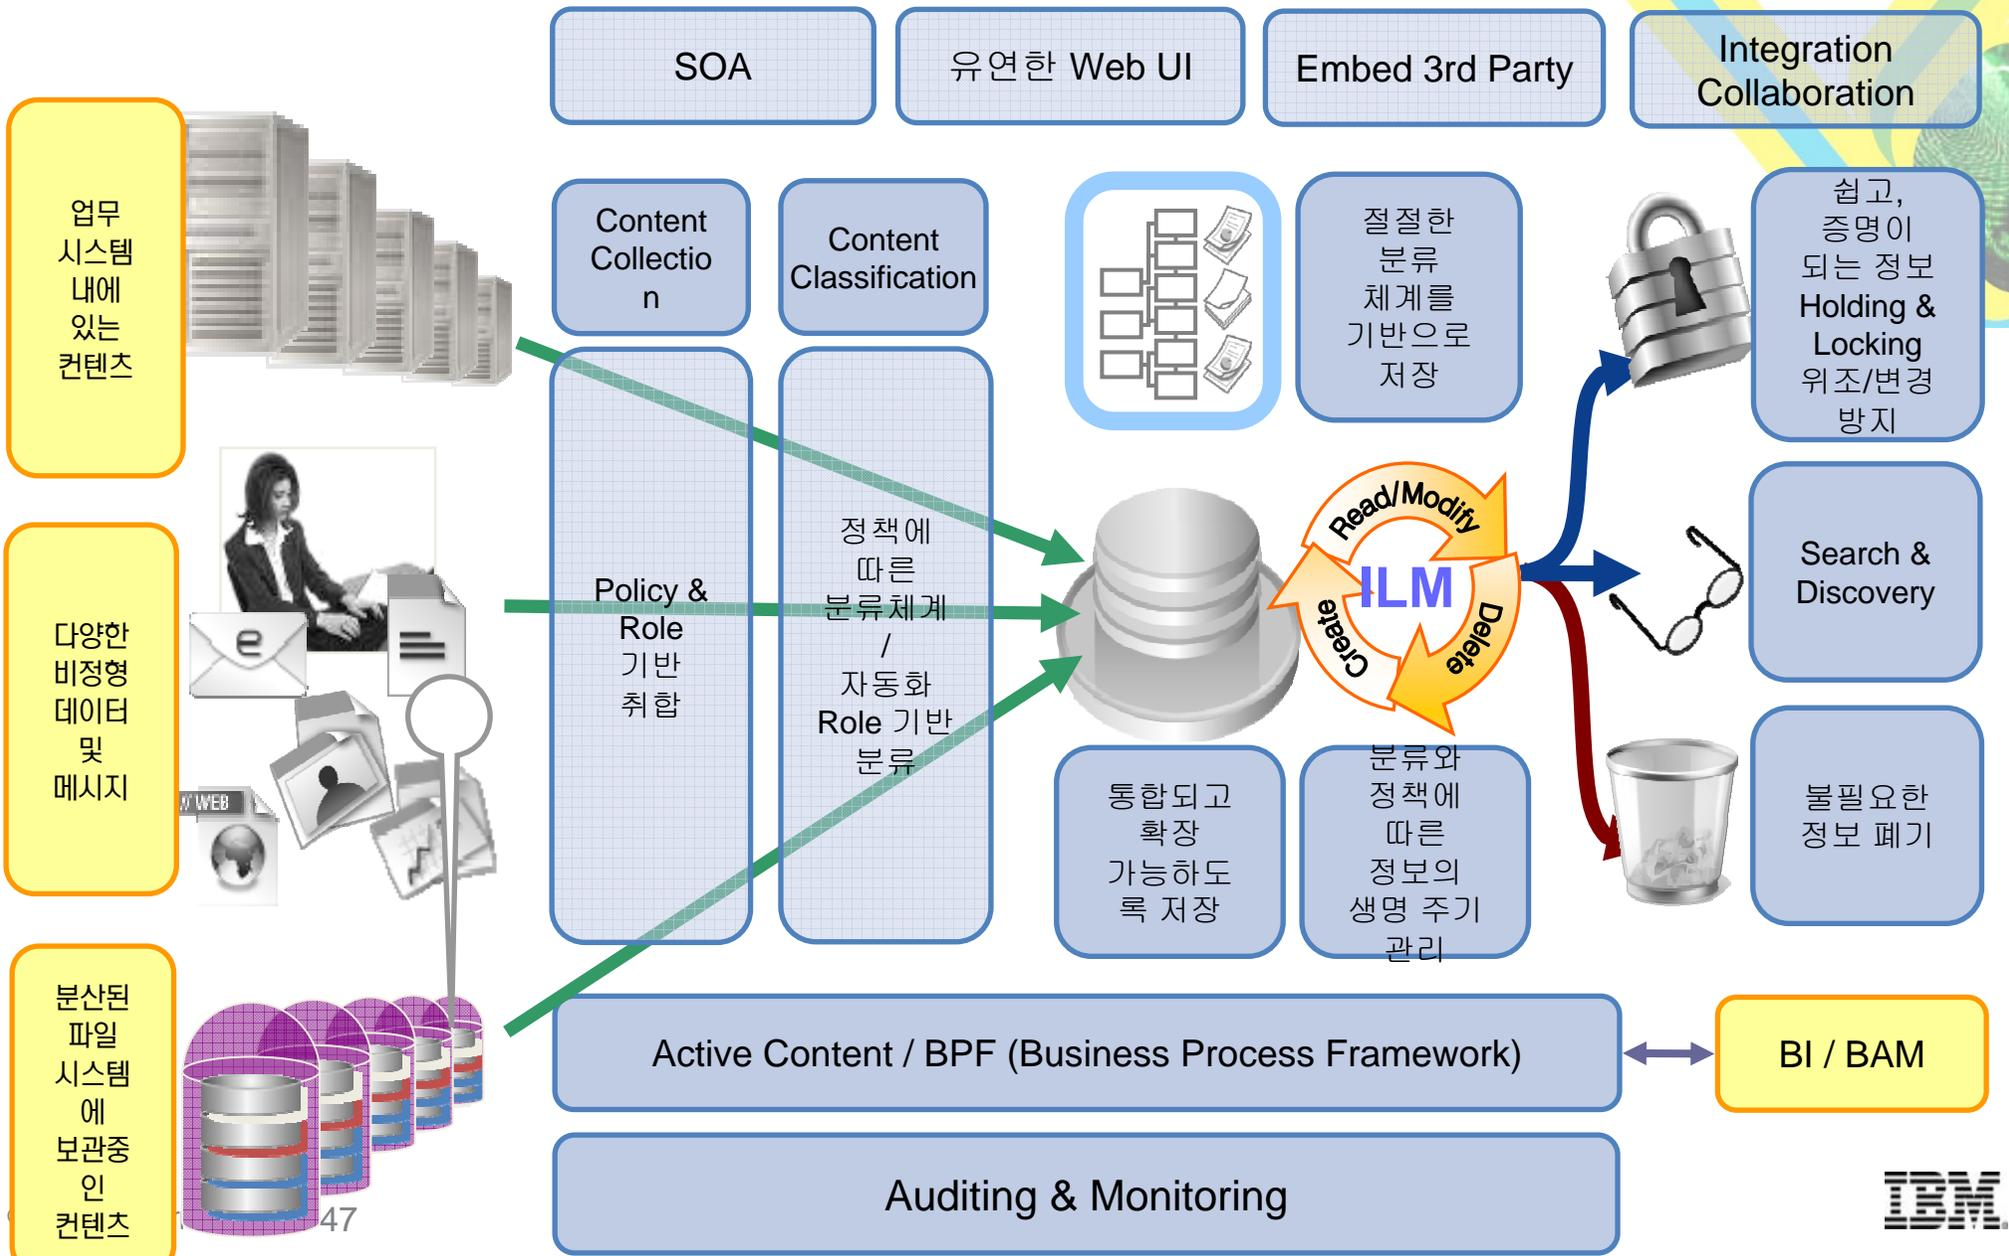 SOA
유연한 Web UI
Embed 3rd Party
Integration
Collaboration
업무
시스템
내에
있는
컨텐츠
Content
Collectio
n
Content
Classification
절절한
분류
체계를
기반으로
저장
쉽고,
증명이
되는 정보
Holding &
Locking
위조/변경
방지
다양한
비정형
데이터
및
메시지
e
WEB
Policy &
Role
기반
취합
정책에
따른
분류체계
/
자동화
Role 기반
분류
Read/Modify
ILM
Create
Delete
Search &
Discovery
통합되고
확장
가능하도
록 저장
분류와
정책에
따른
정보의
생명 주기
관리
불필요한
정보 폐기
분산된
파일
시스템
에
보관중
인
컨텐츠
Active Content / BPF (Business Process Framework)
BI / BAM
Auditing & Monitoring
47
IBM